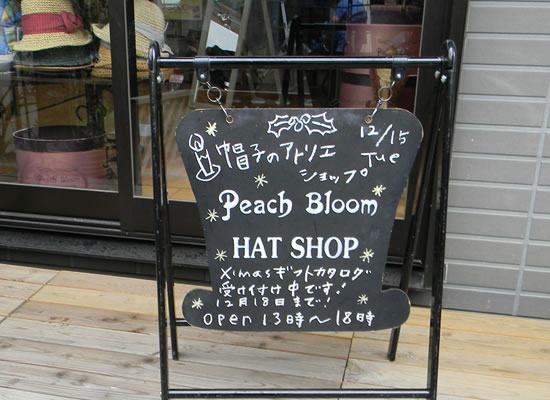 12/15
Tue
帽子のアトリエ
ショップ
Peach Bloom
HAT SHOP
X'masギフトカタログ
受け付け中です!
12月18日まで!
open 13時〜18時